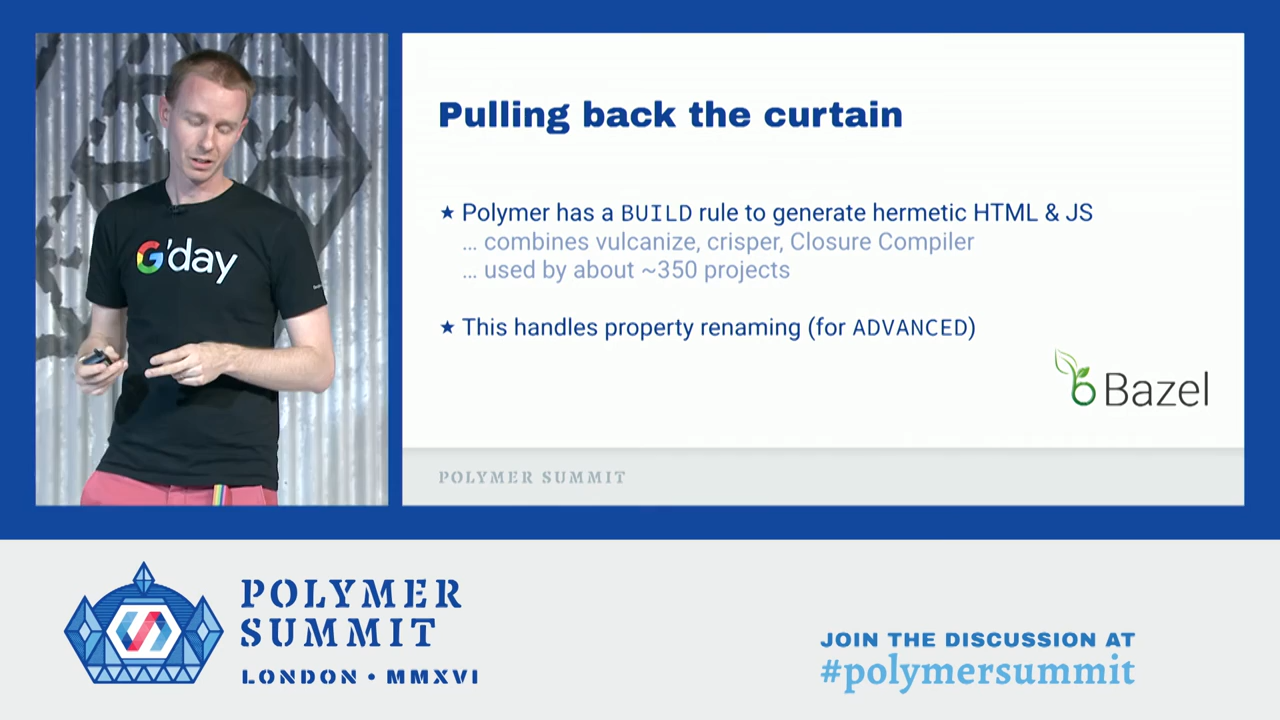 G'day
Pulling back the curtain
★ Polymer has a BUILD rule to generate hermetic HTML & JS
... combines vulcanize, crisper, Closure Compiler
... used by about ~350 projects
★ This handles property renaming (for ADVANCED)
Bazel
POLYMER SUMMIT
POLYMER
SUMMIT
LONDON • MMXVI
JOIN THE DISCUSSION AT
#polymersummit